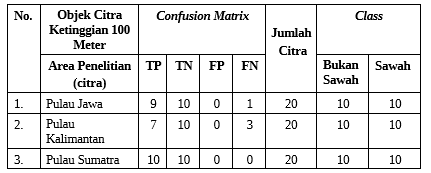 No. Objek Citra Ketinggian 100 Meter Confusion Matrix Jumlah Citra Class
Area Penelitian (citra) TP TN FP FN Bukan Sawah Sawah
1. Pulau Jawa 9 10 0 1 20 10 10
2. Pulau Kalimantan 7 10 0 3 20 10 10
3. Pulau Sumatra 10 10 0 0 20 10 10